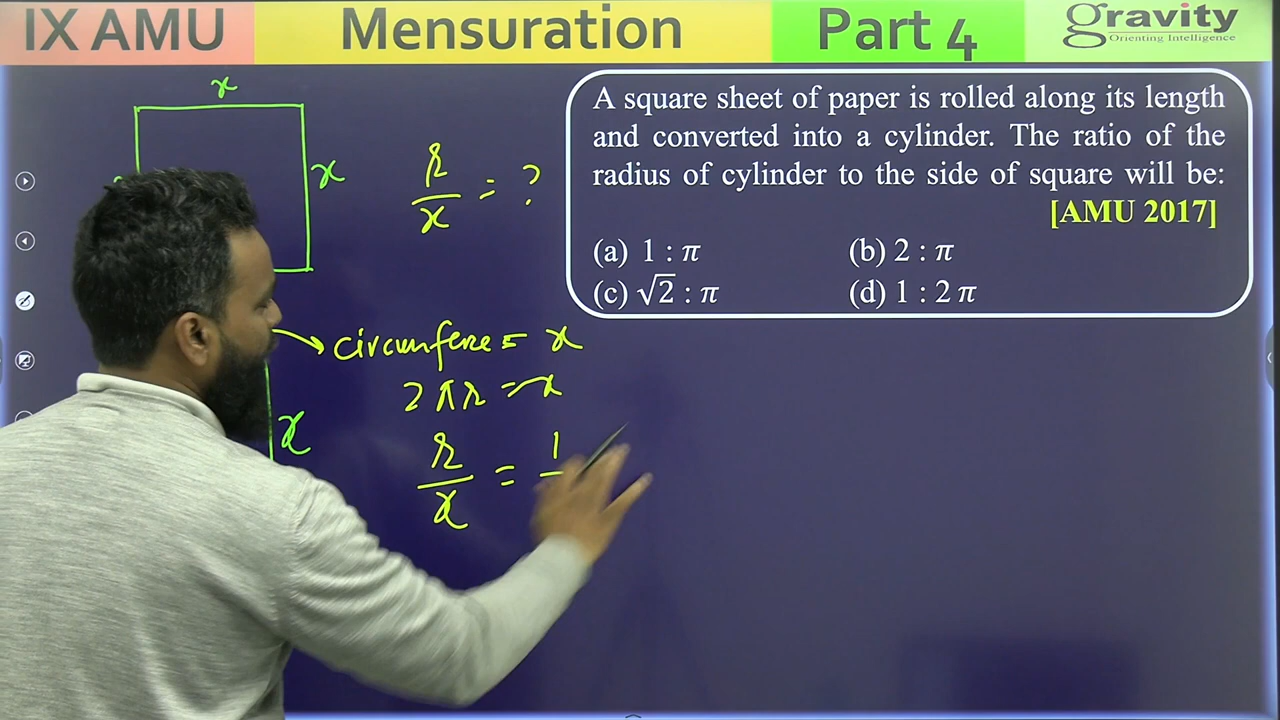 IX AMU
Mensuration
Part 4
Gravity
Orienting Intelligence
A square sheet of paper is rolled along its length
and converted into a cylinder. The ratio of the
radius of cylinder to the side of square will be:
[AMU 2017]
(a) 1 : π (b) 2 : π
(c) √2 : π (d) 1 : 2 π
x
x
r/x = ?
circumfere = x
2πr = x
x
r/x = 1